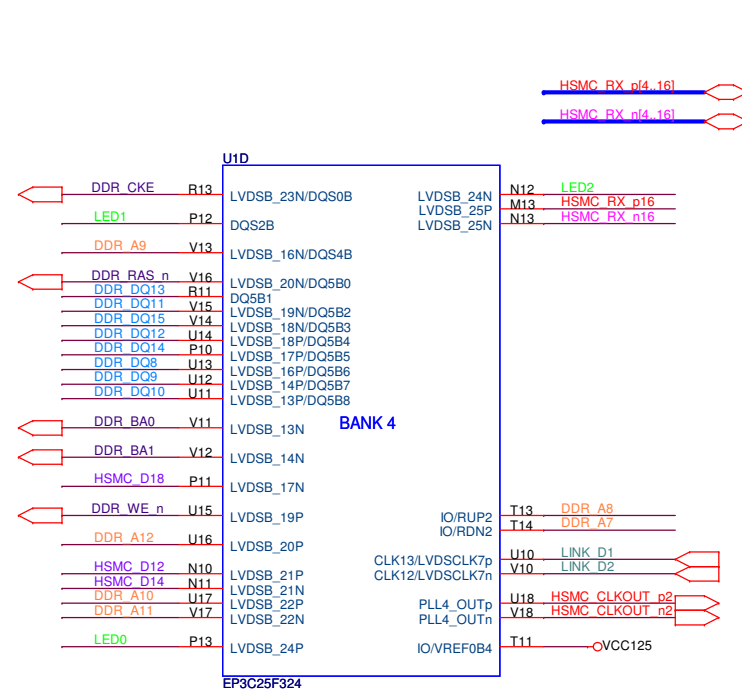 HSMC_RX_p[4..16]
HSMC_RX_n[4..16]
U1D
DDR_CKE R13 LVDSB_23N/DQS0B LVDSB_24N N12 LED2
LVDSB_25P M13 HSMC_RX_p16
LED1 P12 DQS2B LVDSB_25N N13 HSMC_RX_n16
DDR_A9 V13 LVDSB_16N/DQS4B
DDR_RAS_n V16 LVDSB_20N/DQ5B0
DDR_DQ13 R11 DQ5B1
DDR_DQ11 V15 LVDSB_19N/DQ5B2
DDR_DQ15 V14 LVDSB_18N/DQ5B3
DDR_DQ12 U14 LVDSB_18P/DQ5B4
DDR_DQ14 P10 LVDSB_17P/DQ5B5
DDR_DQ8 U13 LVDSB_16P/DQ5B6
DDR_DQ9 U12 LVDSB_14P/DQ5B7
DDR_DQ10 U11 LVDSB_13P/DQ5B8
DDR_BA0 V11 LVDSB_13N BANK 4
DDR_BA1 V12 LVDSB_14N
HSMC_D18 P11 LVDSB_17N
DDR_WE_n U15 LVDSB_19P IO/RUP2 T13 DDR_A8
IO/RDN2 T14 DDR_A7
DDR_A12 U16 LVDSB_20P
CLK13/LVDSCLK7p U10 LINK_D1
HSMC_D12 N10 LVDSB_21P CLK12/LVDSCLK7n V10 LINK_D2
HSMC_D14 N11 LVDSB_21N
DDR_A10 U17 LVDSB_22P PLL4_OUTp U18 HSMC_CLKOUT_p2
DDR_A11 V17 LVDSB_22N PLL4_OUTn V18 HSMC_CLKOUT_n2
LED0 P13 LVDSB_24P IO/VREF0B4 T11 VCC125
EP3C25F324